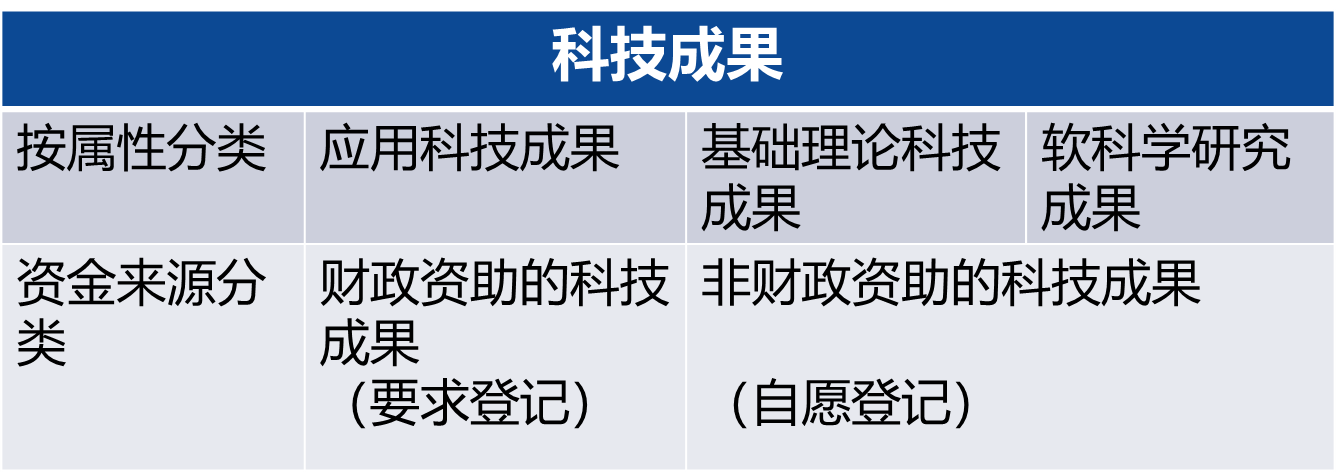 科技成果
按属性分类
应用科技成果
基础理论科技
成果
软科学研究
成果
资金来源分
类
财政资助的科技
成果
（要求登记）
非财政资助的科技成果
（自愿登记）